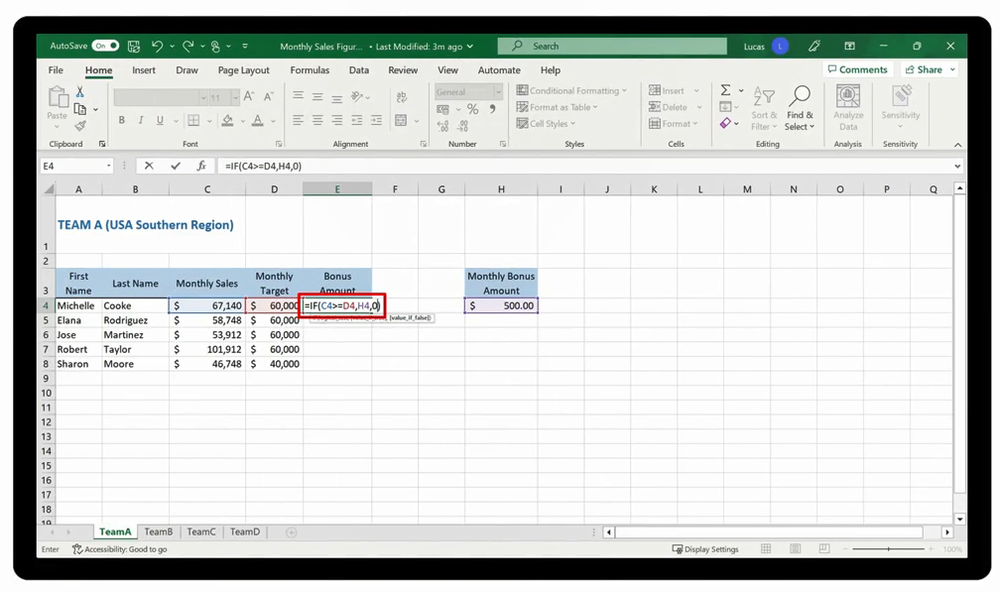 AutoSave On Monthly Sales Figur... • Last Modified: 3m ago Search Lucas L
File Home Insert Draw Page Layout Formulas Data Review View Automate Help Comments Share
Paste
Clipboard
11 A A
B I U A
Font
ab
Alignment
General
% ,
Number
Conditional Formatting
Format as Table
Cell Styles
Styles
Insert
Delete
Format
Cells
Sort & Filter
Find & Select
Editing
Analyze Data
Analysis
Sensitivity
Sensitivity
E4 fx =IF(C4>=D4,H4,0)
A B C D E F G H I J K L M N O P Q
1 TEAM A (USA Southern Region)
2
3 First Name Last Name Monthly Sales Monthly Target Bonus Amount Monthly Bonus Amount
4 Michelle Cooke $ 67,140 $ 60,000 =IF(C4>=D4,H4,0) $ 500.00
[value_if_false])
5 Elana Rodriguez $ 58,748 $ 60,000
6 Jose Martinez $ 53,912 $ 60,000
7 Robert Taylor $ 101,912 $ 60,000
8 Sharon Moore $ 46,748 $ 40,000
9
10
11
12
13
14
15
16
17
18
19
TeamA TeamB TeamC TeamD
Enter Accessibility: Good to go Display Settings 100%